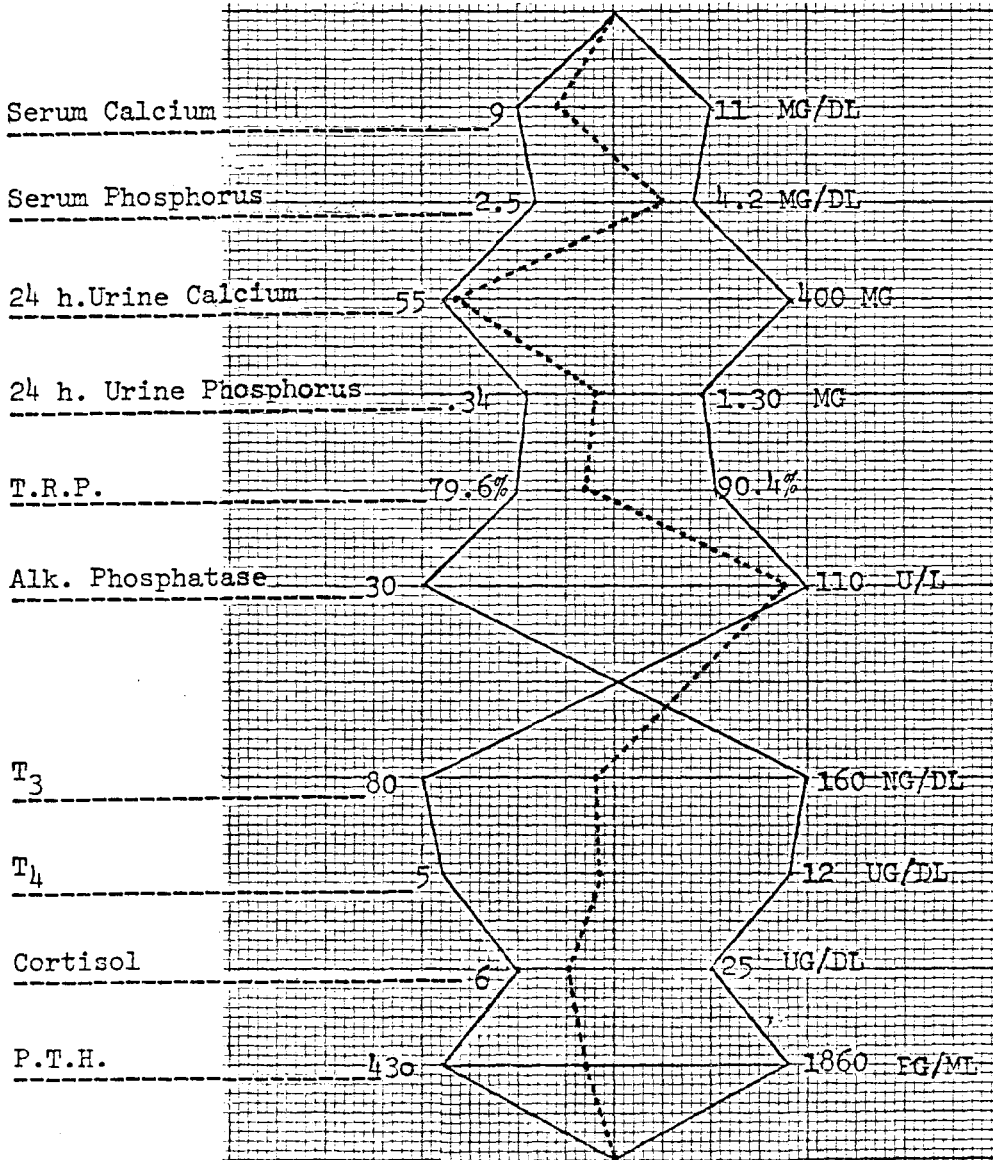 Serum Calcium 9 11 MG/DL
Serum Phosphorus 2.5 4.2 MG/DL
24 h.Urine Calcium 55 400 MG
24 h. Urine Phosphorus .34 1.30 MG
T.R.P. 79.6% 90.4%
Alk. Phosphatase 30 110 U/L
T3 80 160 NG/DL
T4 5 12 UG/DL
Cortisol 6 25 UG/DL
P.T.H. 430 1860 PG/ML